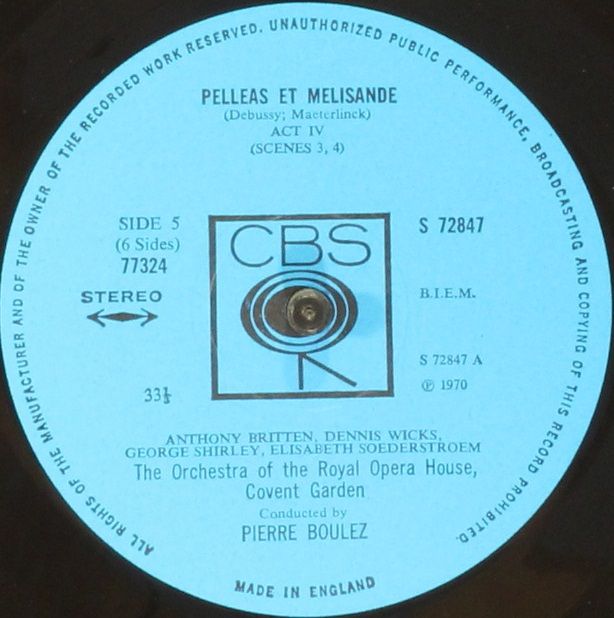 ALL RIGHTS OF THE MANUFACTURER AND OF THE OWNER OF THE RECORDED WORK RESERVED. UNAUTHORIZED PUBLIC PERFORMANCE, BROADCASTING AND COPYING OF THIS RECORD PROHIBITED.
PELLEAS ET MELISANDE
(Debussy; Maeterlinck)
ACT IV
(SCENES 3, 4)
SIDE 5
(6 Sides)
77324
STEREO
33⅓
CBS
S 72847
B.I.E.M.
S 72847 A
℗ 1970
ANTHONY BRITTEN, DENNIS WICKS,
GEORGE SHIRLEY, ELISABETH SOEDERSTROEM
The Orchestra of the Royal Opera House,
Covent Garden
Conducted by
PIERRE BOULEZ
MADE IN ENGLAND